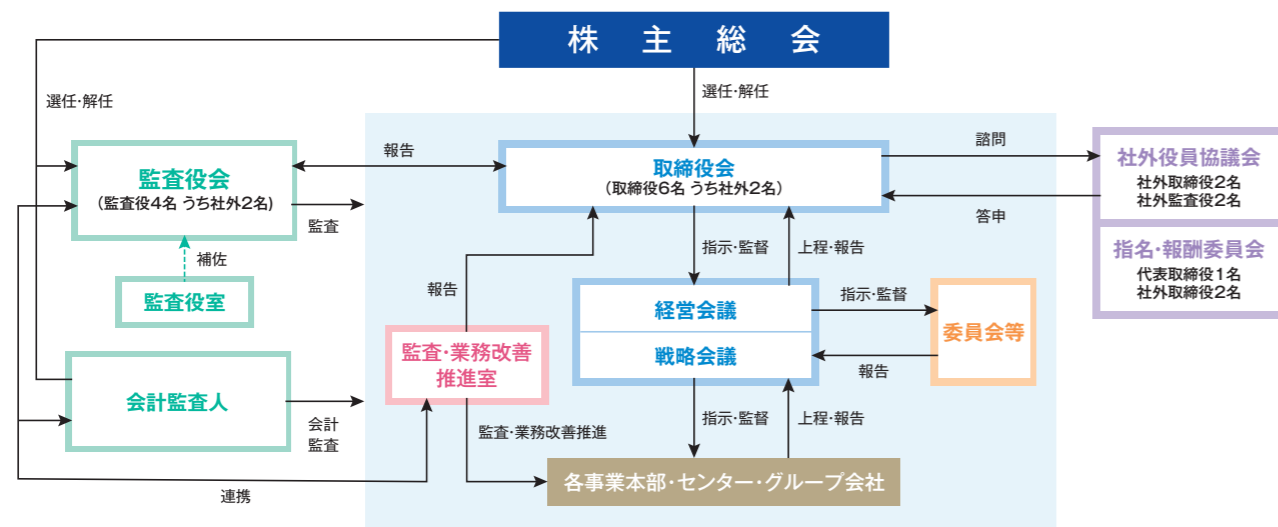 株主総会
選任・解任
選任・解任
監査役会
(監査役4名 うち社外2名)
報告
取締役会
(取締役6名 うち社外2名)
諮問
社外役員協議会
社外取締役2名
社外監査役2名
監査
答申
補佐
指示・監督
上程・報告
指名・報酬委員会
代表取締役1名
社外取締役2名
監査役室
報告
経営会議
戦略会議
指示・監督
委員会等
報告
監査・業務改善
推進室
会計監査人
会計
監査
監査・業務改善推進
指示・監督
上程・報告
各事業本部・センター・グループ会社
連携